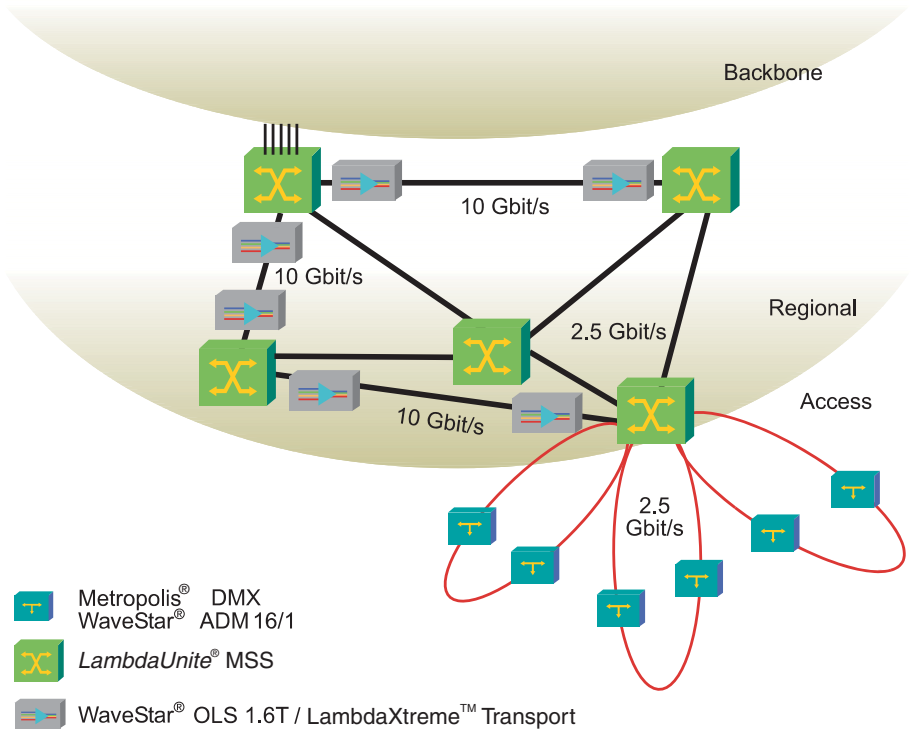 Backbone
10 Gbit/s
10 Gbit/s
Regional
2.5 Gbit/s
Access
10 Gbit/s
2.5
Gbit/s
Metropolis® DMX
WaveStar® ADM 16/1
LambdaUnite® MSS
WaveStar® OLS 1.6T / LambdaXtreme™ Transport